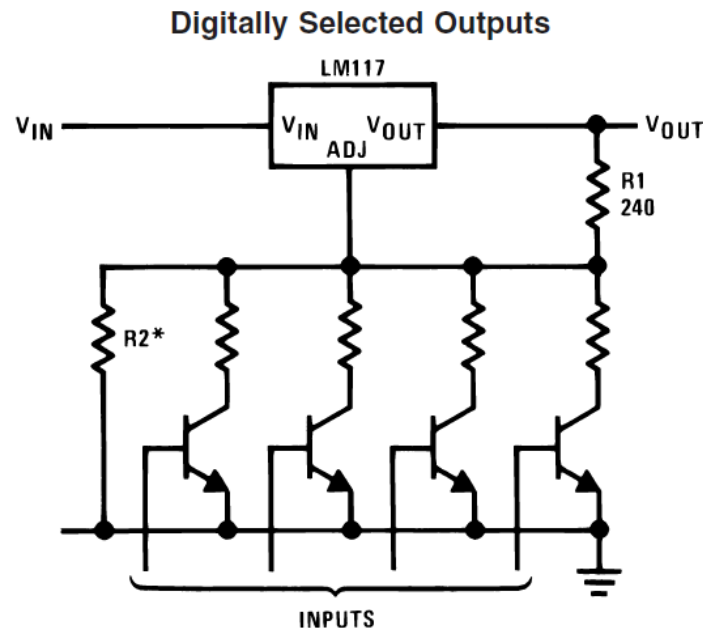 Digitally Selected Outputs
LM117
VIN
VIN VOUT
ADJ
VOUT
R1
240
R2*
INPUTS